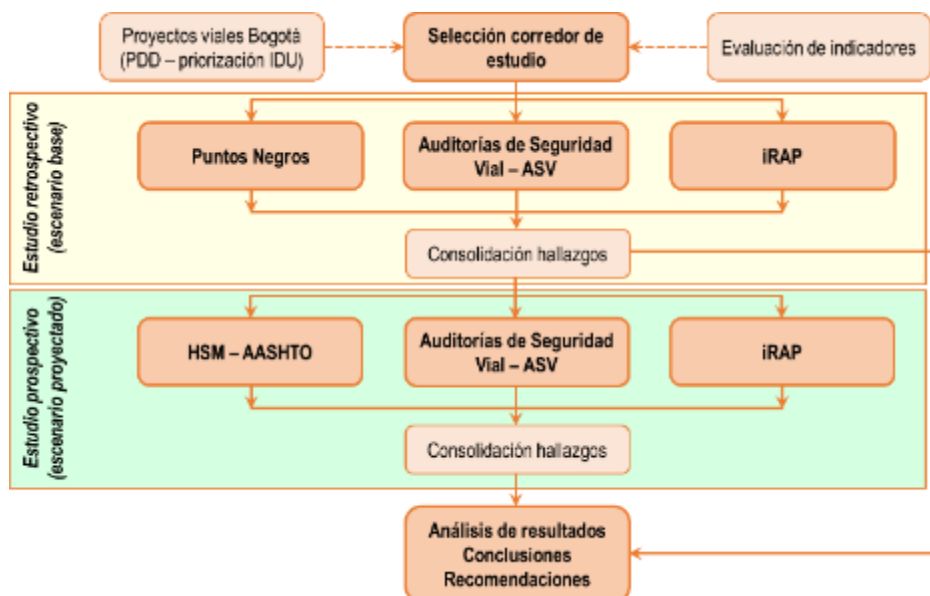 Proyectos viales Bogotá
(PDD – priorización IDU)
Selección corredor de
estudio
Evaluación de indicadores
Estudio retrospectivo
(escenario base)
Puntos Negros
Auditorías de Seguridad
Vial – ASV
iRAP
Consolidación hallazgos
Estudio prospectivo
(escenario proyectado)
HSM – AASHTO
Auditorías de Seguridad
Vial – ASV
iRAP
Consolidación hallazgos
Análisis de resultados
Conclusiones
Recomendaciones